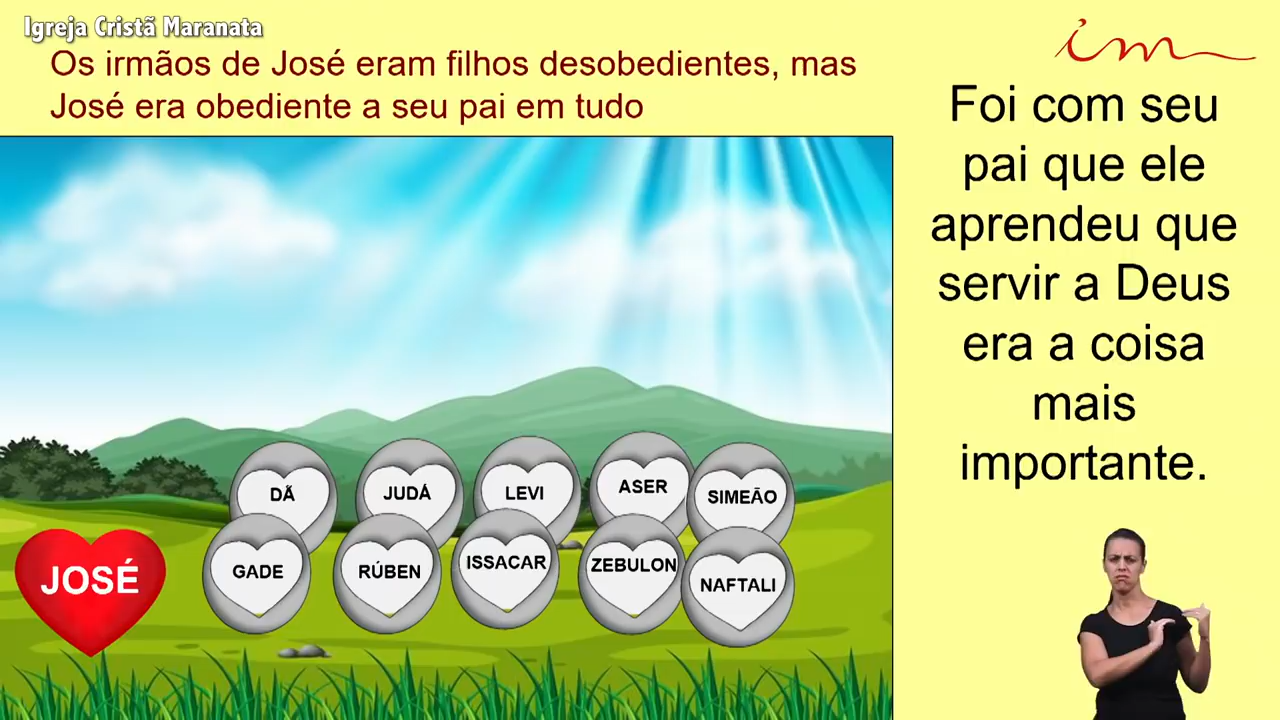 Igreja Cristã Maranata
Os irmãos de José eram filhos desobedientes, mas
José era obediente a seu pai em tudo
im
Foi com seu
pai que ele
aprendeu que
servir a Deus
era a coisa
mais
importante.
DÃ
JUDÁ
LEVI
ASER
SIMEÃO
JOSÉ
GADE
RÚBEN
ISSACAR
ZEBULON
NAFTALI